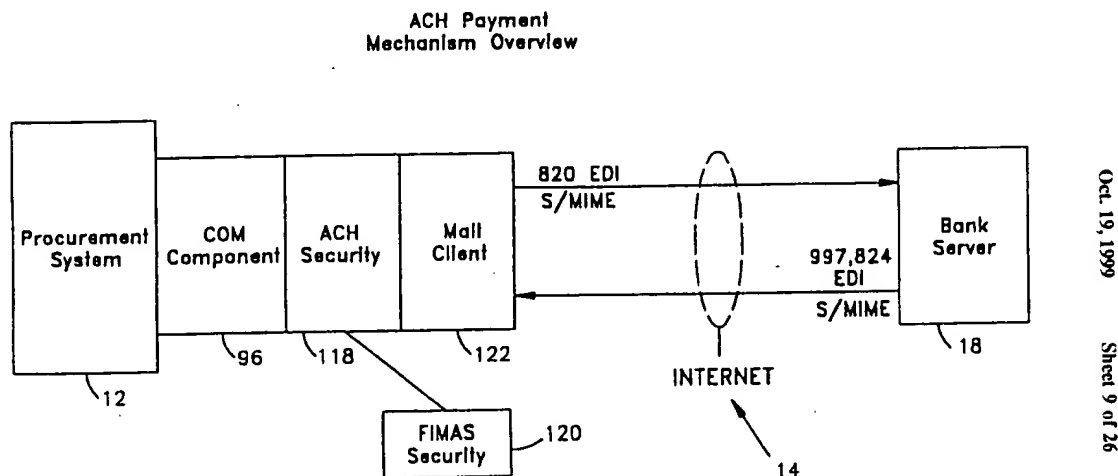 ACH Payment
Mechanism Overview
Procurement
System
COM
Component
ACH
Security
Mail
Client
820 EDI
S/MIME
997,824
EDI
S/MIME
Bank
Server
12
96
118
122
18
INTERNET
14
FIMAS
Security
120
Oct. 19, 1999
Sheet 9 of 26